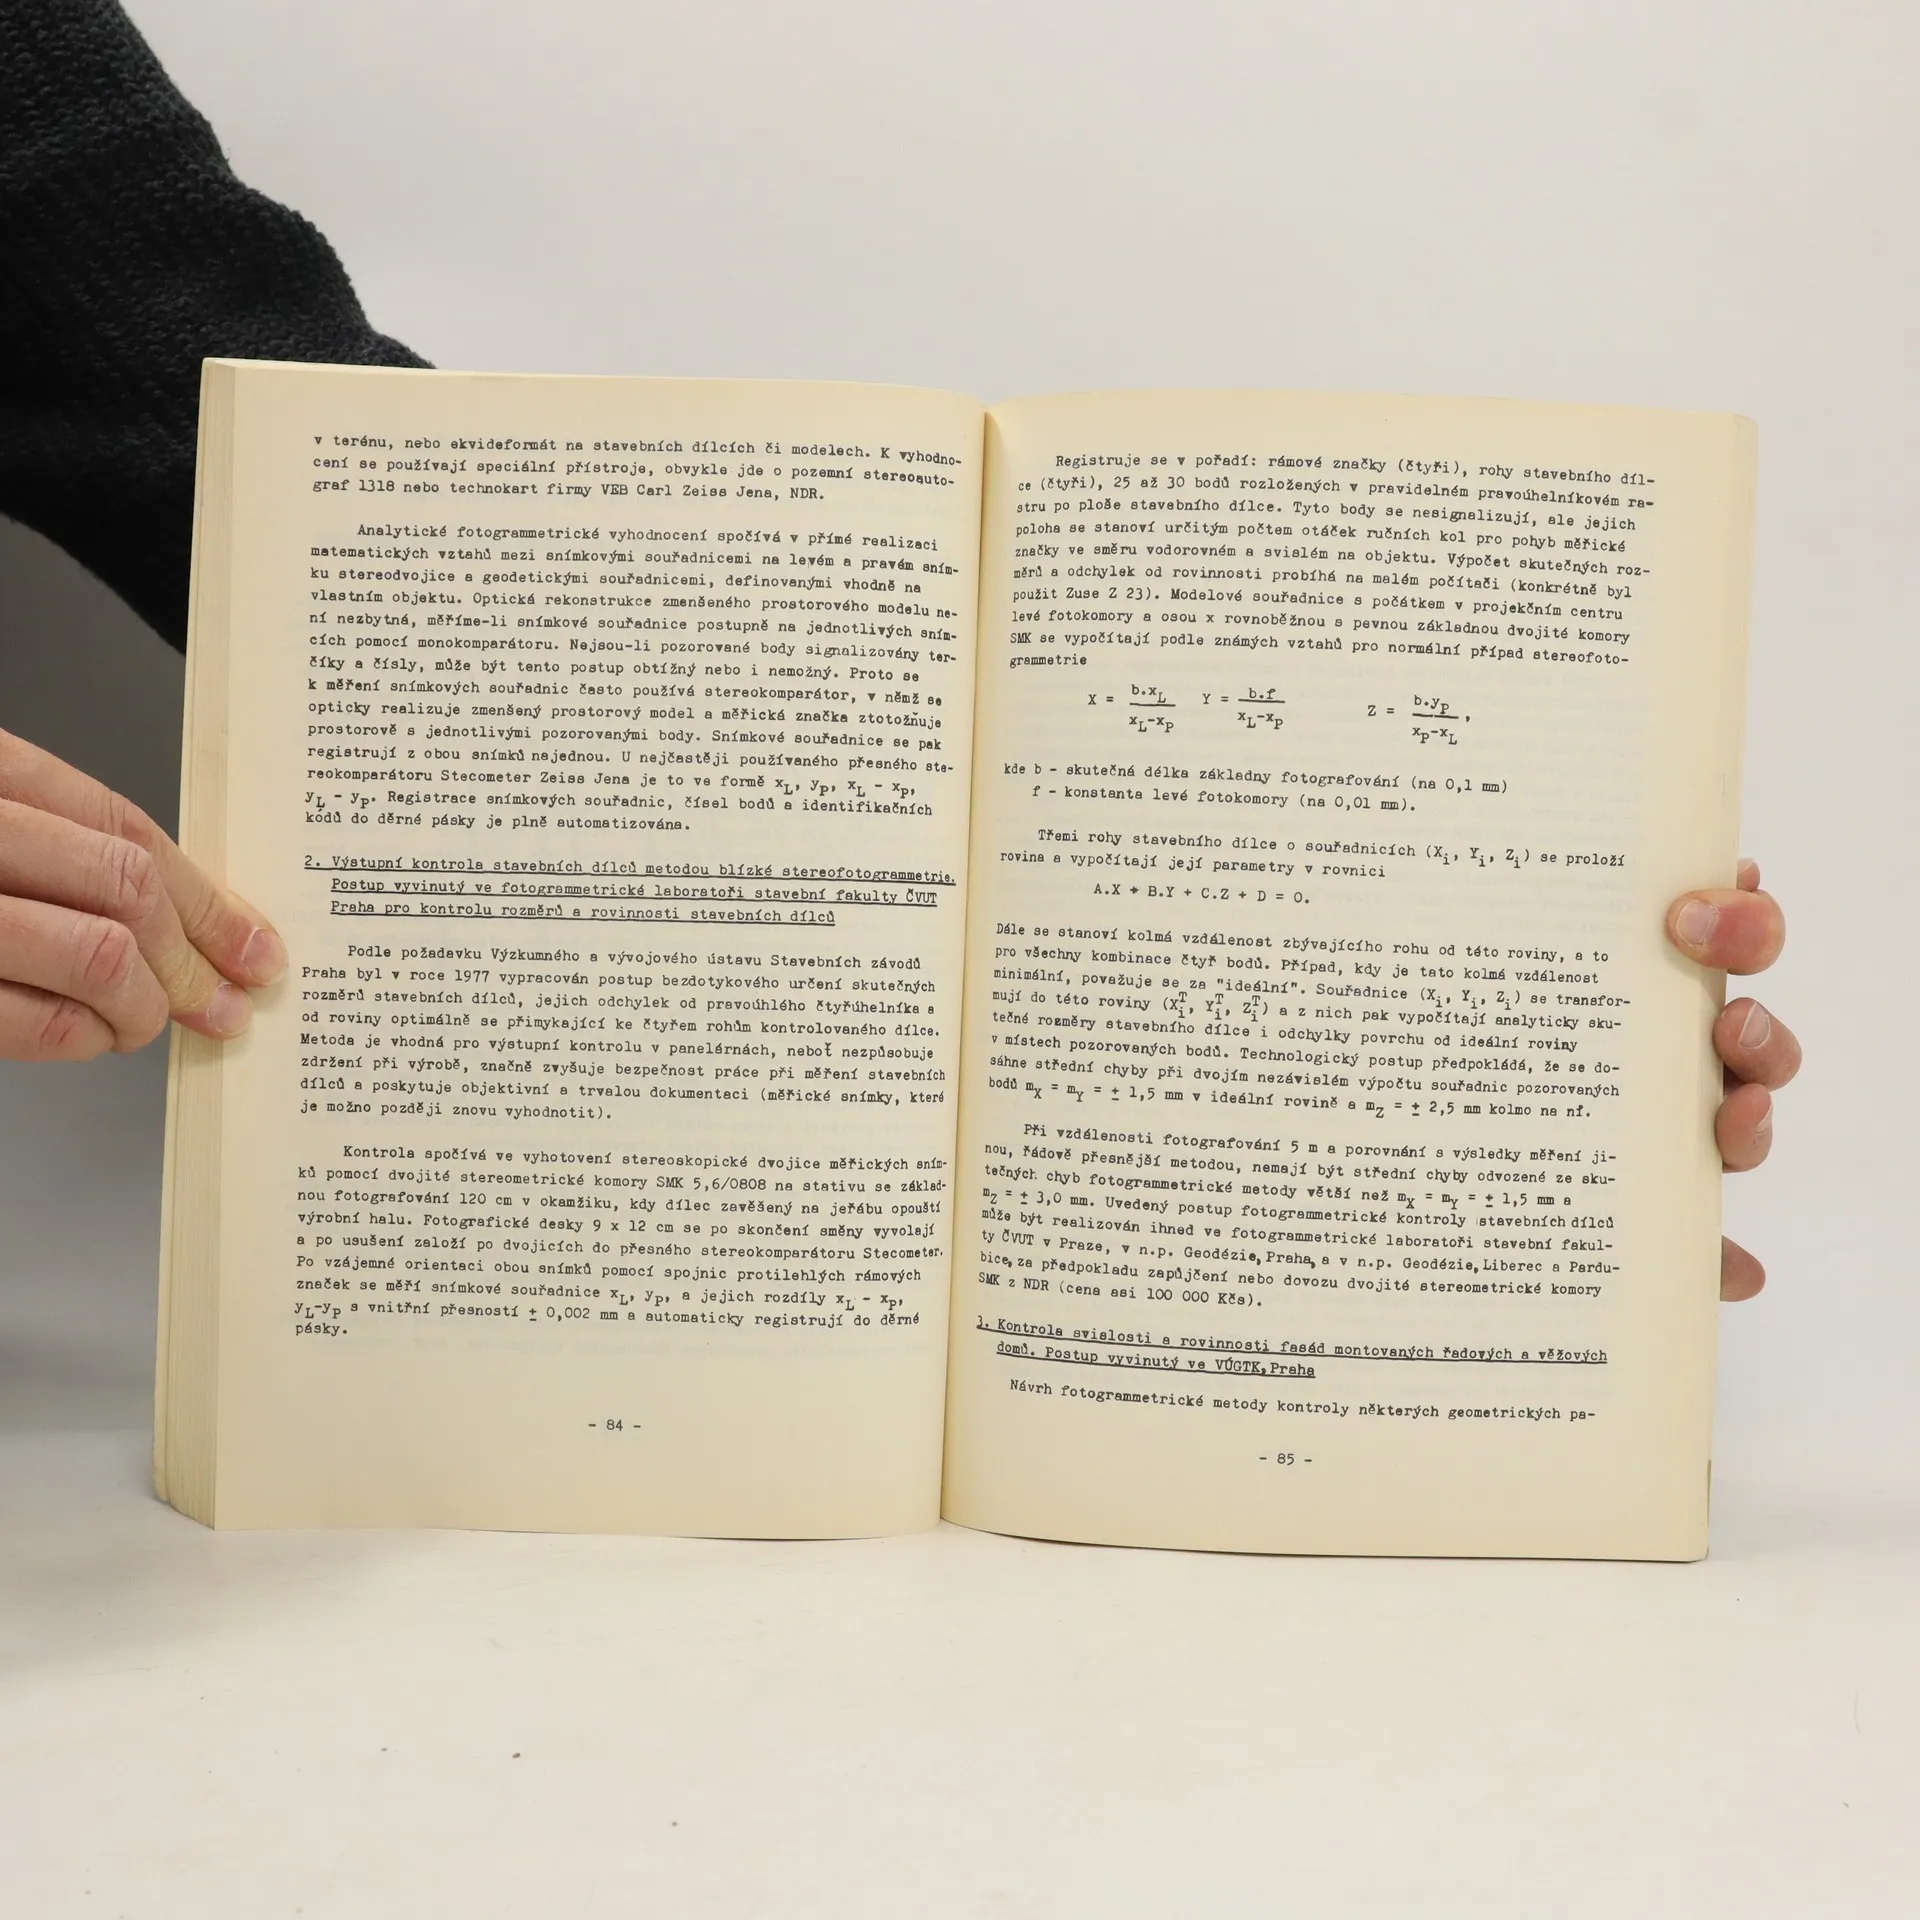 v terénu, nebo ekvideformát na stavebních dílcích či modelech. K vyhodno-
cení se používají speciální přístroje, obvykle jde o pozemní stereoauto-
graf 1318 nebo technokart firmy VEB Carl Zeiss Jena, NDR.
Analytické fotogrammetrické vyhodnocení spočívá v přímé realizaci
matematických vztahů mezi snímkovými souřadnicemi na levém a pravém sním-
ku stereodvojice a geodetickými souřadnicemi, definovanými vhodně na
vlastním objektu. Optická rekonstrukce zmenšeného prostorového modelu ne-
ní nezbytná, měříme-li snímkové souřadnice postupně na jednotlivých sním-
cích pomocí monokomparátoru. Nejsou-li pozorované body signalizovány ter-
číky a čísly, může být tento postup obtížný nebo i nemožný. Proto se
k měření snímkových souřadnic často používá stereokomparátor, v němž se
opticky realizuje zmenšený prostorový model a měřická značka ztotožňuje
prostorově s jednotlivými pozorovanými body. Snímkové souřadnice se pak
registrují z obou snímků najednou. U nejčastěji používaného přesného ste-
reokomparátoru Stecometer Zeiss Jena je to ve formě x_L, y_P, x_L - x_P,
y_L - y_P. Registrace snímkových souřadnic, čísel bodů a identifikačních
kódů do děrné pásky je plně automatizována.
2. Výstupní kontrola stavebních dílců metodou blízké stereofotogrammetrie.
Postup vyvinutý ve fotogrammetrické laboratoři stavební fakulty ČVUT
Praha pro kontrolu rozměrů a rovinnosti stavebních dílců
Podle požadavku Výzkumného a vývojového ústavu Stavebních závodů
Praha byl v roce 1977 vypracován postup bezdotykového určení skutečných
rozměrů stavebních dílců, jejich odchylek od pravoúhlého čtyřúhelníka a
od roviny optimálně se přimykající ke čtyřem rohům kontrolovaného dílce.
Metoda je vhodná pro výstupní kontrolu v panelárnách, neboť nezpůsobuje
zdržení při výrobě, značně zvyšuje bezpečnost práce při měření stavebních
dílců a poskytuje objektivní a trvalou dokumentaci (měřické snímky, které
je možno později znovu vyhodnotit).
Kontrola spočívá ve vyhotovení stereoskopické dvojice měřických sním-
ků pomocí dvojité stereometrické komory SMK 5,6/0808 na stativu se základ-
nou fotografování 120 cm v okamžiku, kdy dílec zavěšený na jeřábu opouští
výrobní halu. Fotografické desky 9 x 12 cm se po skončení směny vyvolají
a po usušení založí po dvojicích do přesného stereokomparátoru Stecometer.
Po vzájemné orientaci obou snímků pomocí spojnic protilehlých rámových
značek se měří snímkové souřadnice x_L, y_P, a jejich rozdíly x_L - x_P,
y_L-y_P s vnitřní přesností ± 0,002 mm a automaticky registrují do děrné
pásky.
- 84 -
Registruje se v pořadí: rámové značky (čtyři), rohy stavebního díl-
ce (čtyři), 25 až 30 bodů rozložených v pravidelném pravoúhelníkovém ra-
stru po ploše stavebního dílce. Tyto body se nesignalizují, ale jejich
poloha se stanoví určitým počtem otáček ručních kol pro pohyb měřické
značky ve směru vodorovném a svislém na objektu. Výpočet skutečných roz-
měrů a odchylek od rovinnosti probíhá na malém počítači (konkrétně byl
použit Zuse Z 23). Modelové souřadnice s počátkem v projekčním centru
levé fotokomory a osou x rovnoběžnou s pevnou základnou dvojité komory
SMK se vypočítají podle známých vztahů pro normální případ stereofoto-
grammetrie
X = b.x_L / x_L-x_P Y = b.f / x_L-x_P Z = b.y_P / x_P-x_L ,
kde b - skutečná délka základny fotografování (na 0,1 mm)
f - konstanta levé fotokomory (na 0,01 mm).
Třemi rohy stavebního dílce o souřadnicích (X_i, Y_i, Z_i) se proloží
rovina a vypočítají její parametry v rovnici
A.X + B.Y + C.Z + D = 0.
Dále se stanoví kolmá vzdálenost zbývajícího rohu od této roviny, a to
pro všechny kombinace čtyř bodů. Případ, kdy je tato kolmá vzdálenost
minimální, považuje se za "ideální". Souřadnice (X_i, Y_i, Z_i) se transfor-
mují do této roviny (X_i^T, Y_i^T, Z_i^T) a z nich pak vypočítají analyticky sku-
tečné rozměry stavebního dílce i odchylky povrchu od ideální roviny
v místech pozorovaných bodů. Technologický postup předpokládá, že se do-
sáhne střední chyby při dvojím nezávislém výpočtu souřadnic pozorovaných
bodů m_X = m_Y = ± 1,5 mm v ideální rovině a m_Z = ± 2,5 mm kolmo na ní.
Při vzdálenosti fotografování 5 m a porovnání s výsledky měření ji-
nou, řádově přesnější metodou, nemají být střední chyby odvozené ze sku-
tečných chyb fotogrammetrické metody větší než m_X = m_Y = ± 1,5 mm a
m_Z = ± 3,0 mm. Uvedený postup fotogrammetrické kontroly stavebních dílců
může být realizován ihned ve fotogrammetrické laboratoři stavební fakul-
ty ČVUT v Praze, v n.p. Geodézie, Praha, a v n.p. Geodézie, Liberec a Pardu-
bice, za předpokladu zapůjčení nebo dovozu dvojité stereometrické komory
SMK z NDR (cena asi 100 000 Kčs).
3. Kontrola svislosti a rovinnosti fasád montovaných řadových a věžových
domů. Postup vyvinutý ve VÚGTK, Praha
Návrh fotogrammetrické metody kontroly některých geometrických pa-
- 85 -